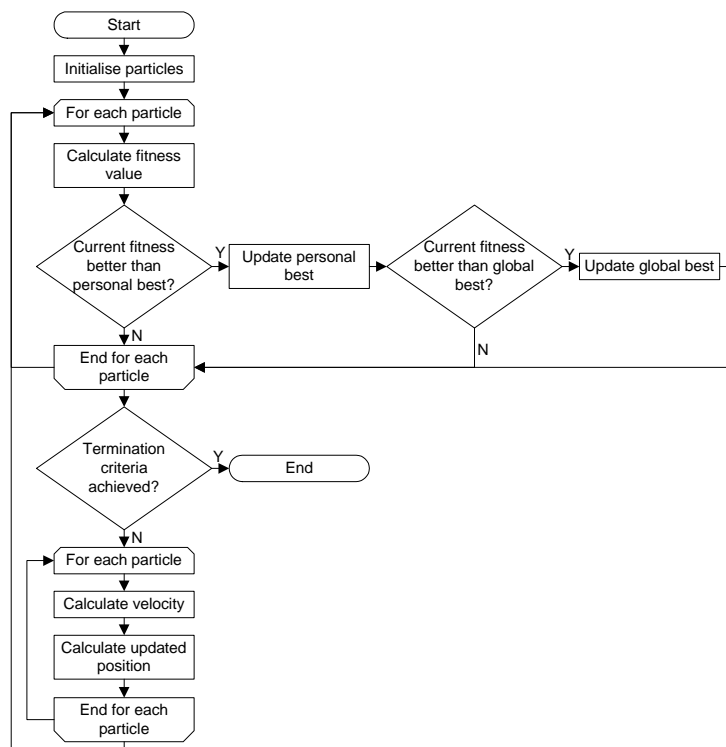 Start
Initialise particles
For each particle
Calculate fitness
value
Current fitness
better than
personal best?
Y
Update personal
best
Current fitness
better than global
best?
Y
Update global best
N
N
End for each
particle
Termination
criteria
achieved?
Y
End
N
For each particle
Calculate velocity
Calculate updated
position
End for each
particle